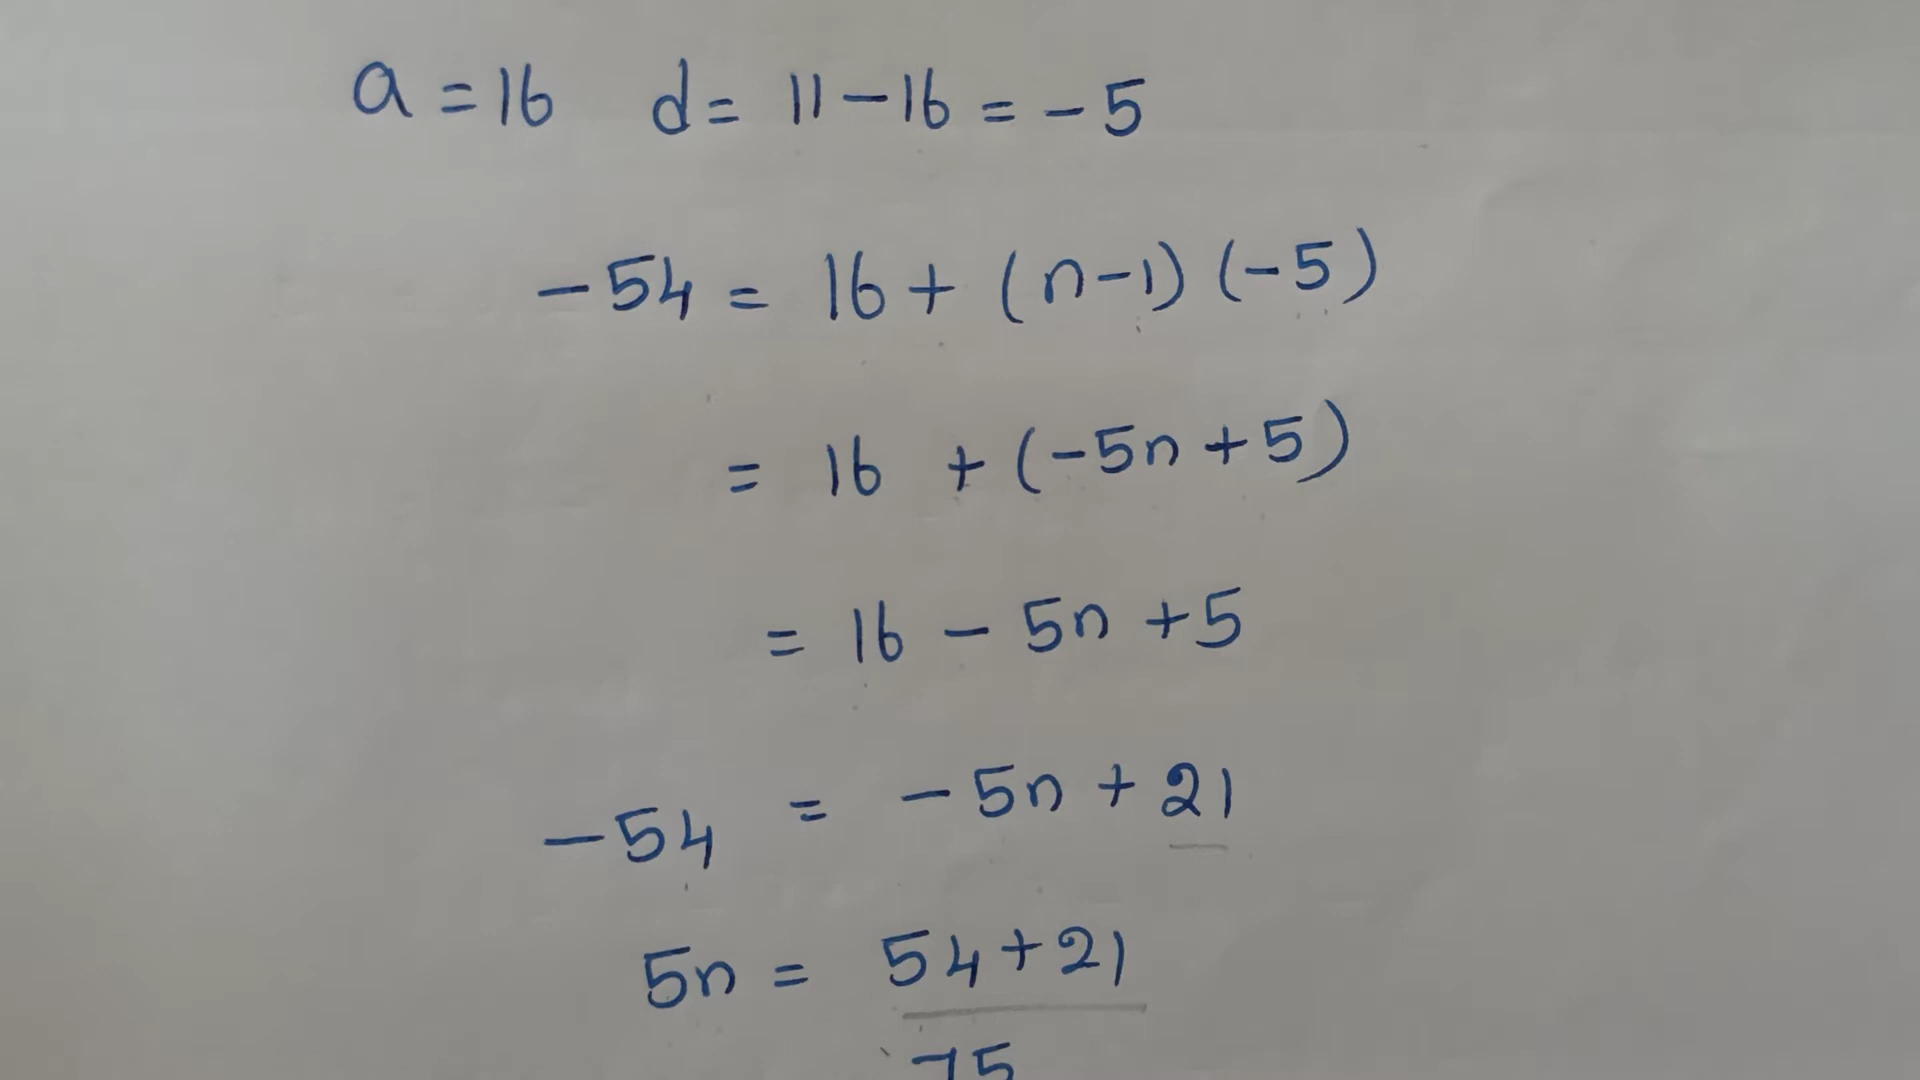 a = 16 d = 11 - 16 = - 5
- 54 = 16 + (n - 1) (-5)
= 16 + (-5n + 5)
= 16 - 5n + 5
- 54 = - 5n + 21
5n = 54 + 21
75